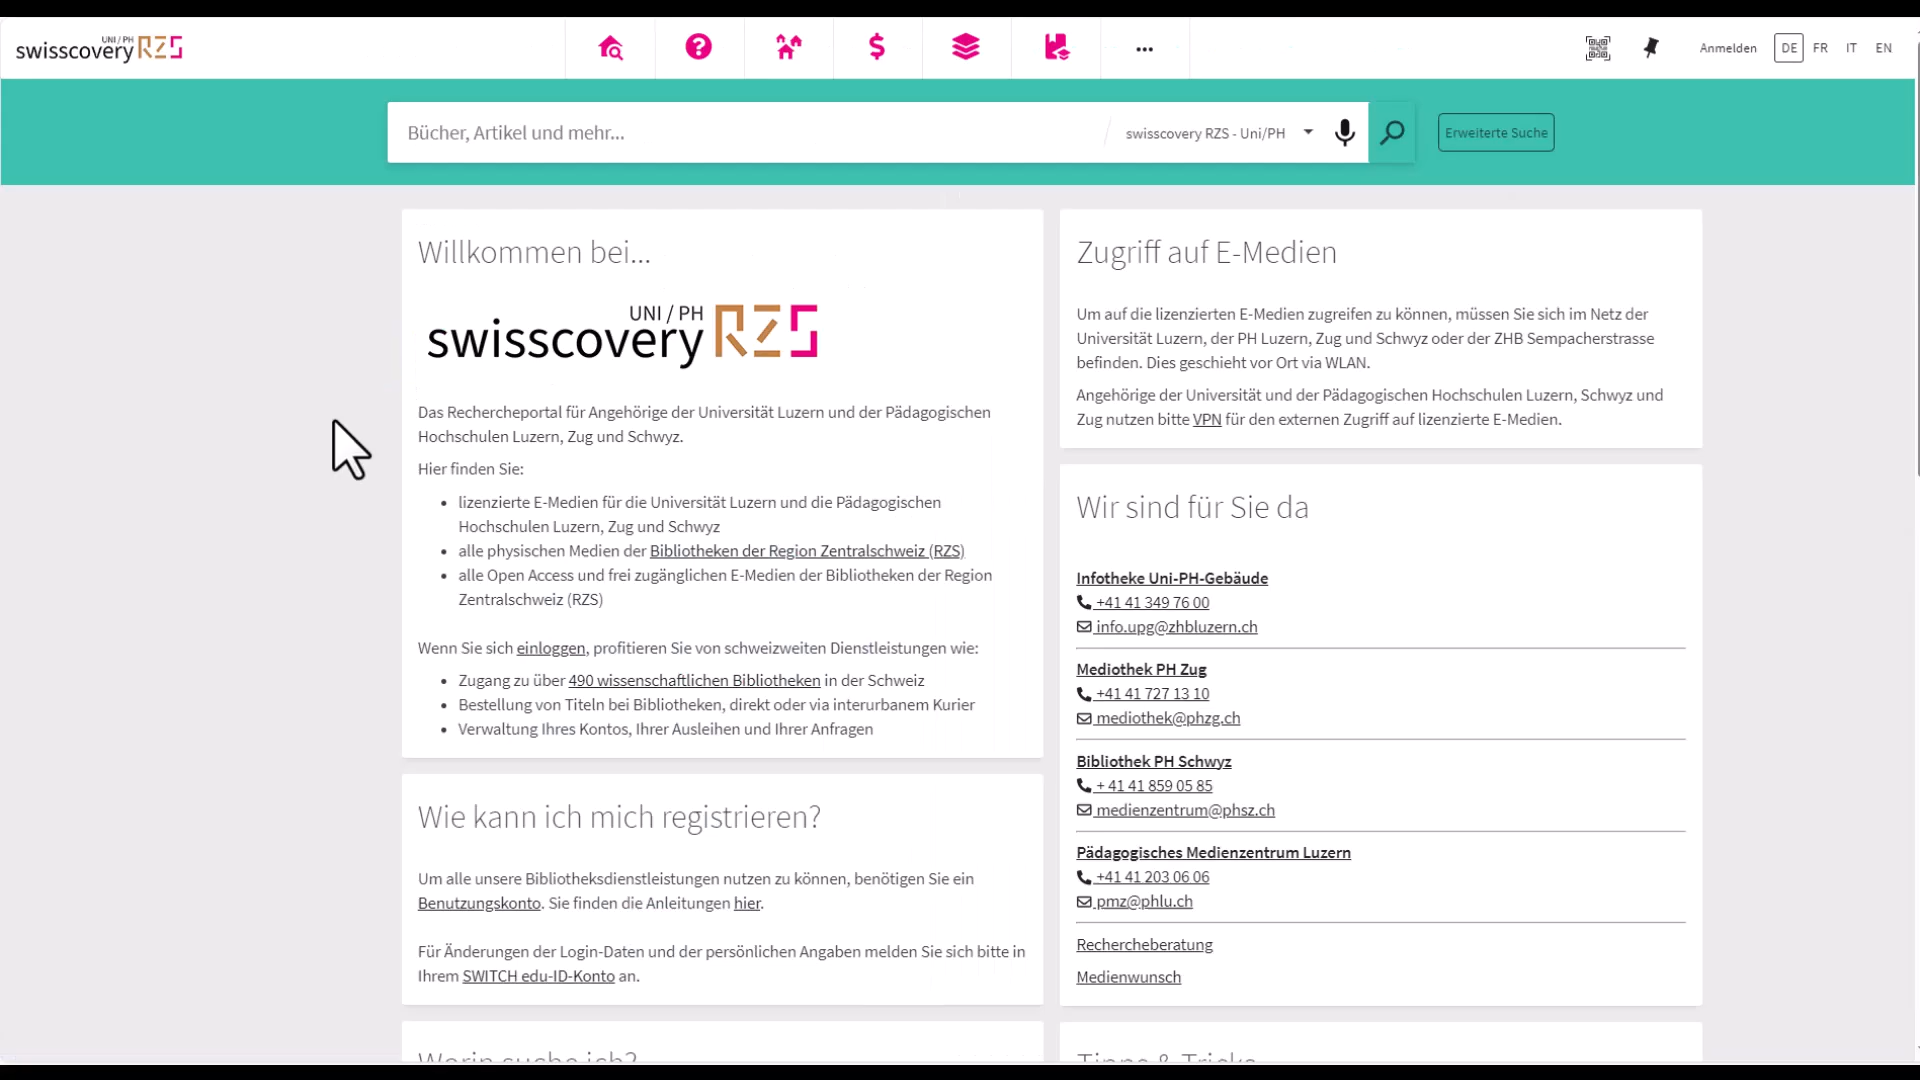 UNI / PH
swisscovery RZS
Anmelden DE FR IT EN
Bücher, Artikel und mehr...
swisscovery RZS - Uni/PH
Erweiterte Suche
Willkommen bei...
UNI / PH
swisscovery RZS
Das Rechercheportal für Angehörige der Universität Luzern und der Pädagogischen
Hochschulen Luzern, Zug und Schwyz.
Hier finden Sie:
lizenzierte E-Medien für die Universität Luzern und die Pädagogischen
Hochschulen Luzern, Zug und Schwyz
alle physischen Medien der Bibliotheken der Region Zentralschweiz (RZS)
alle Open Access und frei zugänglichen E-Medien der Bibliotheken der Region
Zentralschweiz (RZS)
Wenn Sie sich einloggen, profitieren Sie von schweizweiten Dienstleistungen wie:
Zugang zu über 490 wissenschaftlichen Bibliotheken in der Schweiz
Bestellung von Titeln bei Bibliotheken, direkt oder via interurbanem Kurier
Verwaltung Ihres Kontos, Ihrer Ausleihen und Ihrer Anfragen
Wie kann ich mich registrieren?
Um alle unsere Bibliotheksdienstleistungen nutzen zu können, benötigen Sie ein
Benutzungskonto. Sie finden die Anleitungen hier.
Für Änderungen der Login-Daten und der persönlichen Angaben melden Sie sich bitte in
Ihrem SWITCH edu-ID-Konto an.
Worin suche ich?
Zugriff auf E-Medien
Um auf die lizenzierten E-Medien zugreifen zu können, müssen Sie sich im Netz der
Universität Luzern, der PH Luzern, Zug und Schwyz oder der ZHB Sempacherstrasse
befinden. Dies geschieht vor Ort via WLAN.
Angehörige der Universität und der Pädagogischen Hochschulen Luzern, Schwyz und
Zug nutzen bitte VPN für den externen Zugriff auf lizenzierte E-Medien.
Wir sind für Sie da
Infotheke Uni-PH-Gebäude
+41 41 349 76 00
info.upg@zhbluzern.ch
Mediothek PH Zug
+41 41 727 13 10
mediothek@phzg.ch
Bibliothek PH Schwyz
+ 41 41 859 05 85
medienzentrum@phsz.ch
Pädagogisches Medienzentrum Luzern
+41 41 203 06 06
pmz@phlu.ch
Rechercheberatung
Medienwunsch
Tipps & Tricks